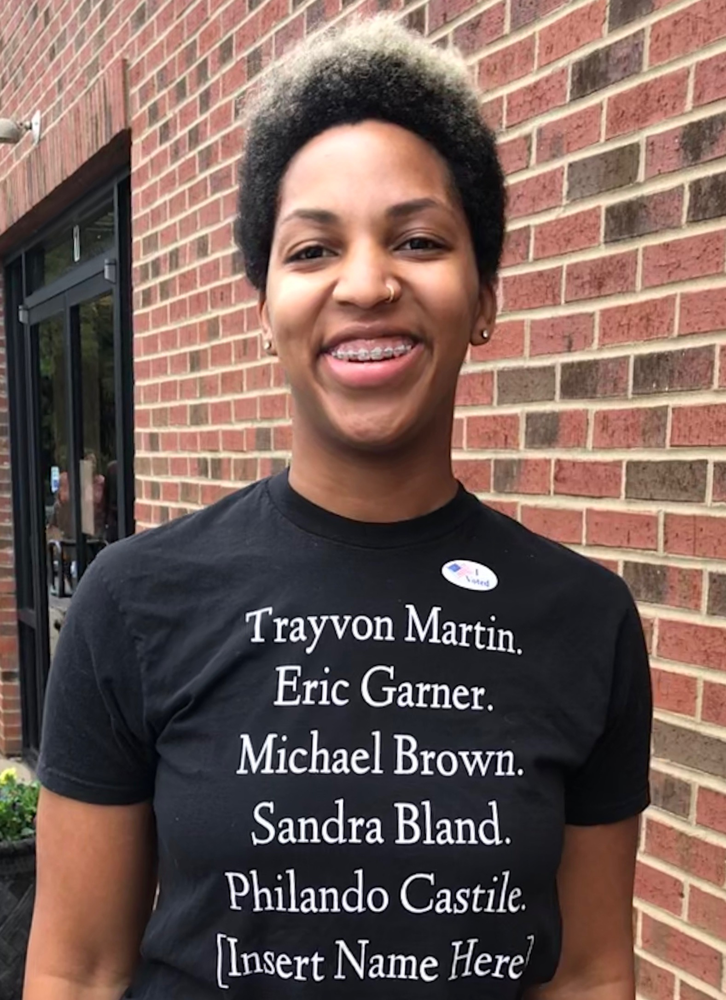 I
Voted
Trayvon Martin.
Eric Garner.
Michael Brown.
Sandra Bland.
Philando Castile.
[Insert Name Here]